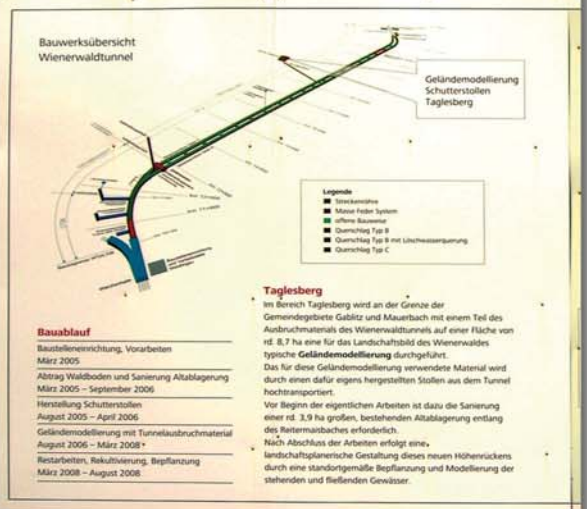 Bauwerksübersicht
Wienerwaldtunnel
Geländemodellierung
Schutterstollen
Taglesberg
Legende
Streckenröhre
Masse Feder System
offene Bauweise
Querschlag Typ B
Querschlag Typ B mit Löschwasserquerung
Querschlag Typ C
Bauablauf
Baustelleneinrichtung, Vorarbeiten
März 2005
Abtrag Waldboden und Sanierung Altablagerung
März 2005 – September 2006
Herstellung Schutterstollen
August 2005 – April 2006
Geländemodellierung mit Tunnelausbruchmaterial
August 2006 – März 2008
Restarbeiten, Rekultivierung, Bepflanzung
März 2008 – August 2008
Taglesberg
Im Bereich Taglesberg wird an der Grenze der
Gemeindegebiete Gablitz und Mauerbach mit einem Teil des
Ausbruchmaterials des Wienerwaldtunnels auf einer Fläche von
rd. 8,7 ha eine für das Landschaftsbild des Wienerwaldes
typische Geländemodellierung durchgeführt.
Das für diese Geländemodellierung verwendete Material wird
durch einen dafür eigens hergestellten Stollen aus dem Tunnel
hochtransportiert.
Vor Beginn der eigentlichen Arbeiten ist dazu die Sanierung
einer rd. 3,9 ha großen, bestehenden Altablagerung entlang
des Reitermaisbaches erforderlich.
Nach Abschluss der Arbeiten erfolgt eine
landschaftsplanerische Gestaltung dieses neuen Höhenrückens
durch eine standortgemäße Bepflanzung und Modellierung der
stehenden und fließenden Gewässer.